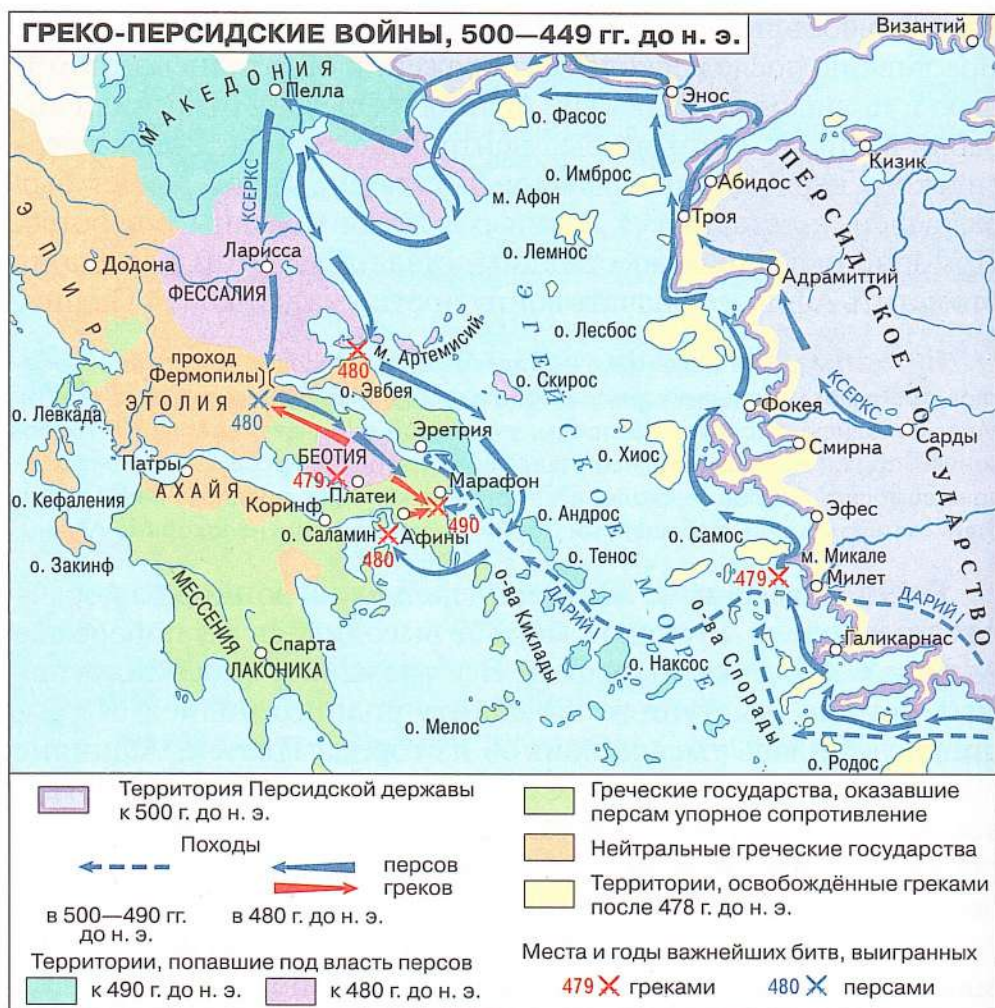 ГРЕКО-ПЕРСИДСКИЕ ВОЙНЫ, 500—449 гг. до н. э.
Византий
МАКЕДОНИЯ
Пелла
Энос
о. Фасос
Кизик
КСЕРКС
о. Имброс
Абидос
м. Афон
Троя
ЭПИР
Додона
Ларисса
ФЕССАЛИЯ
о. Лемнос
Адрамиттий
ПЕРСИДСКОЕ ГОСУДАРСТВО
ЭГЕЙСКОЕ МОРЕ
о. Лесбос
проход
Фермопилы
м. Артемисий
480
о. Эвбея
о. Скирос
о. Левкада
ЭТОЛИЯ
480
Фокея
КСЕРКС
Сарды
Эретрия
о. Хиос
Смирна
БЕОТИЯ
Патры
479
Платеи
Марафон
АХАЙЯ
о. Кефаления
Коринф
490
о. Андрос
Эфес
о. Саламин
Афины
480
о. Самос
м. Микале
о. Закинф
о. Тенос
479
Милет
о-ва Киклады
ДАРИЙ I
о-ва Спорады
ДАРИЙ I
МЕССЕНИЯ
Галикарнас
Спарта
ЛАКОНИКА
о. Наксос
о. Мелос
о. Родос
Территория Персидской державы
к 500 г. до н. э.
Походы
персов
греков
в 500—490 гг.
до н. э.
в 480 г. до н. э.
Территории, попавшие под власть персов
к 490 г. до н. э.
к 480 г. до н. э.
Греческие государства, оказавшие
персам упорное сопротивление
Нейтральные греческие государства
Территории, освобождённые греками
после 478 г. до н. э.
Места и годы важнейших битв, выигранных
479 греками
480 персами